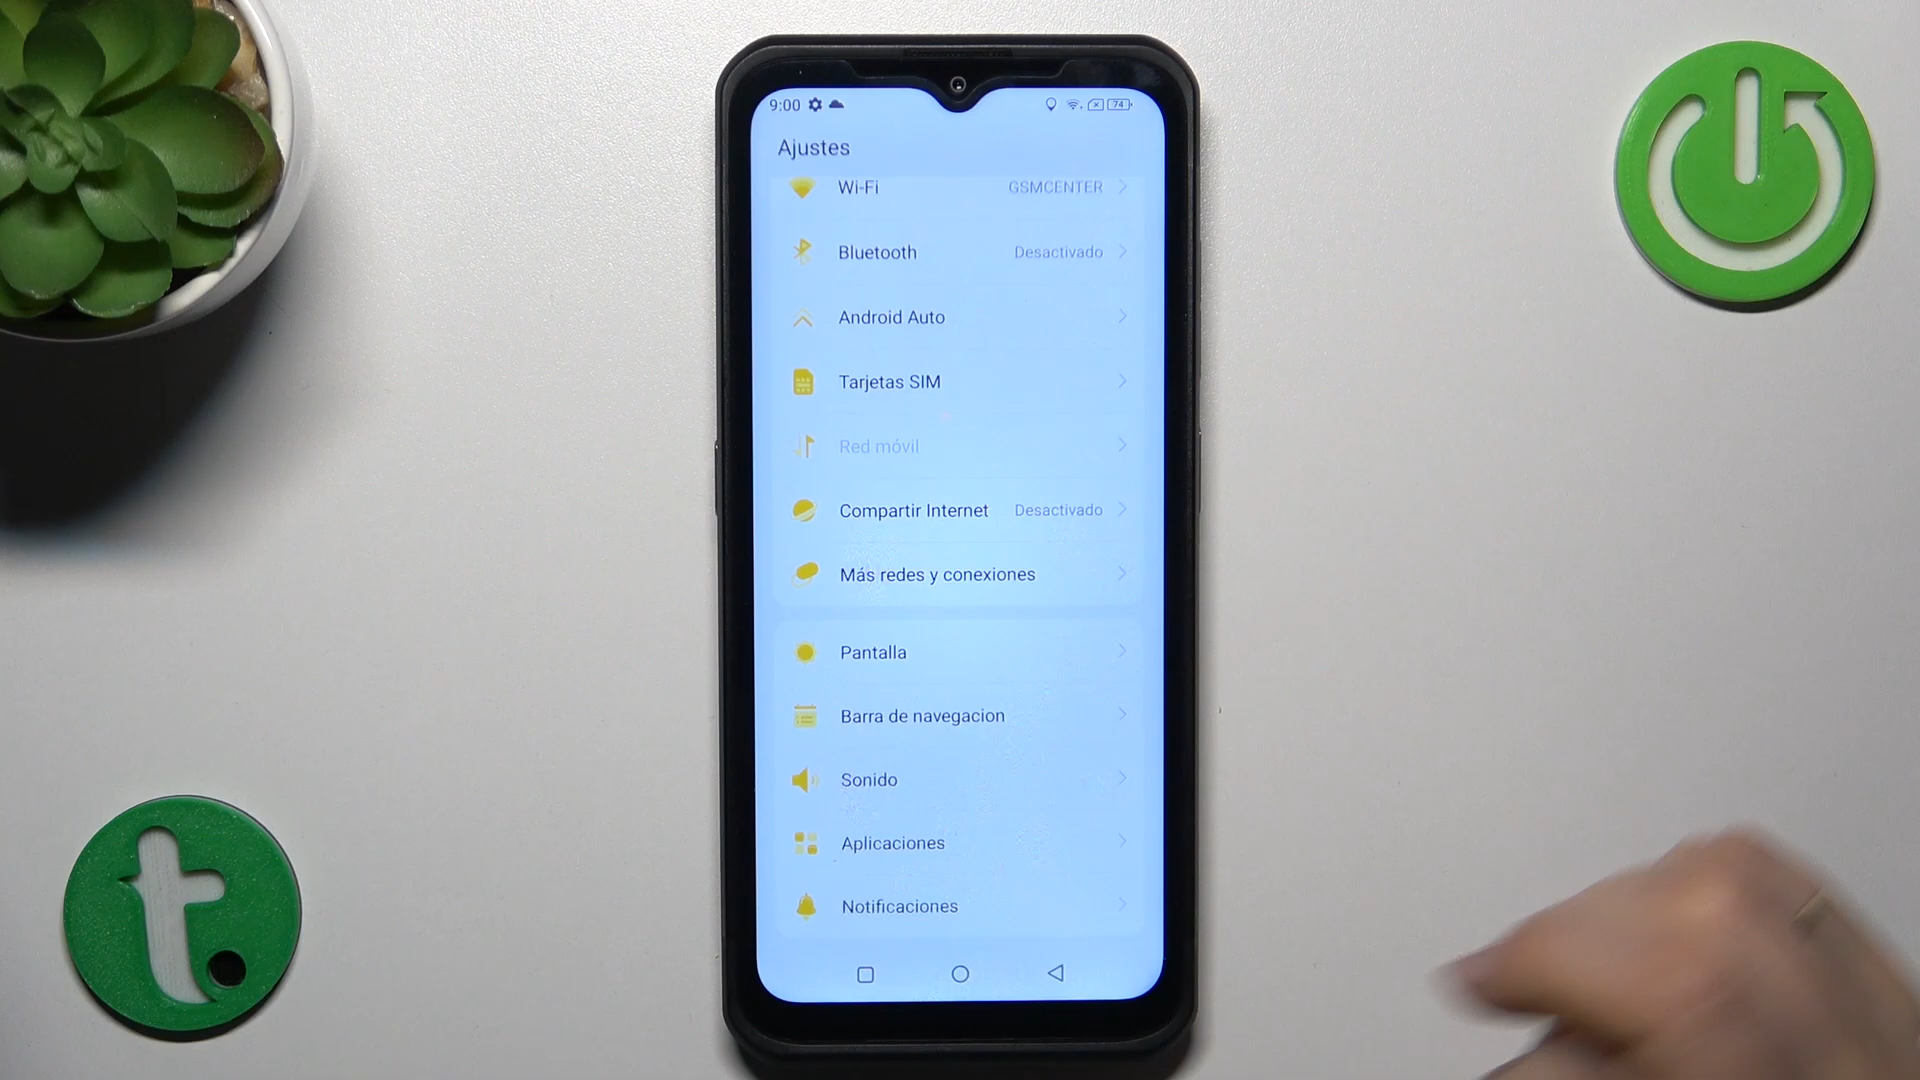 9:00 74
Ajustes
Wi-Fi GSMCENTER
Bluetooth Desactivado
Android Auto
Tarjetas SIM
Red móvil
Compartir Internet Desactivado
Más redes y conexiones
Pantalla
Barra de navegacion
Sonido
Aplicaciones
Notificaciones
t.